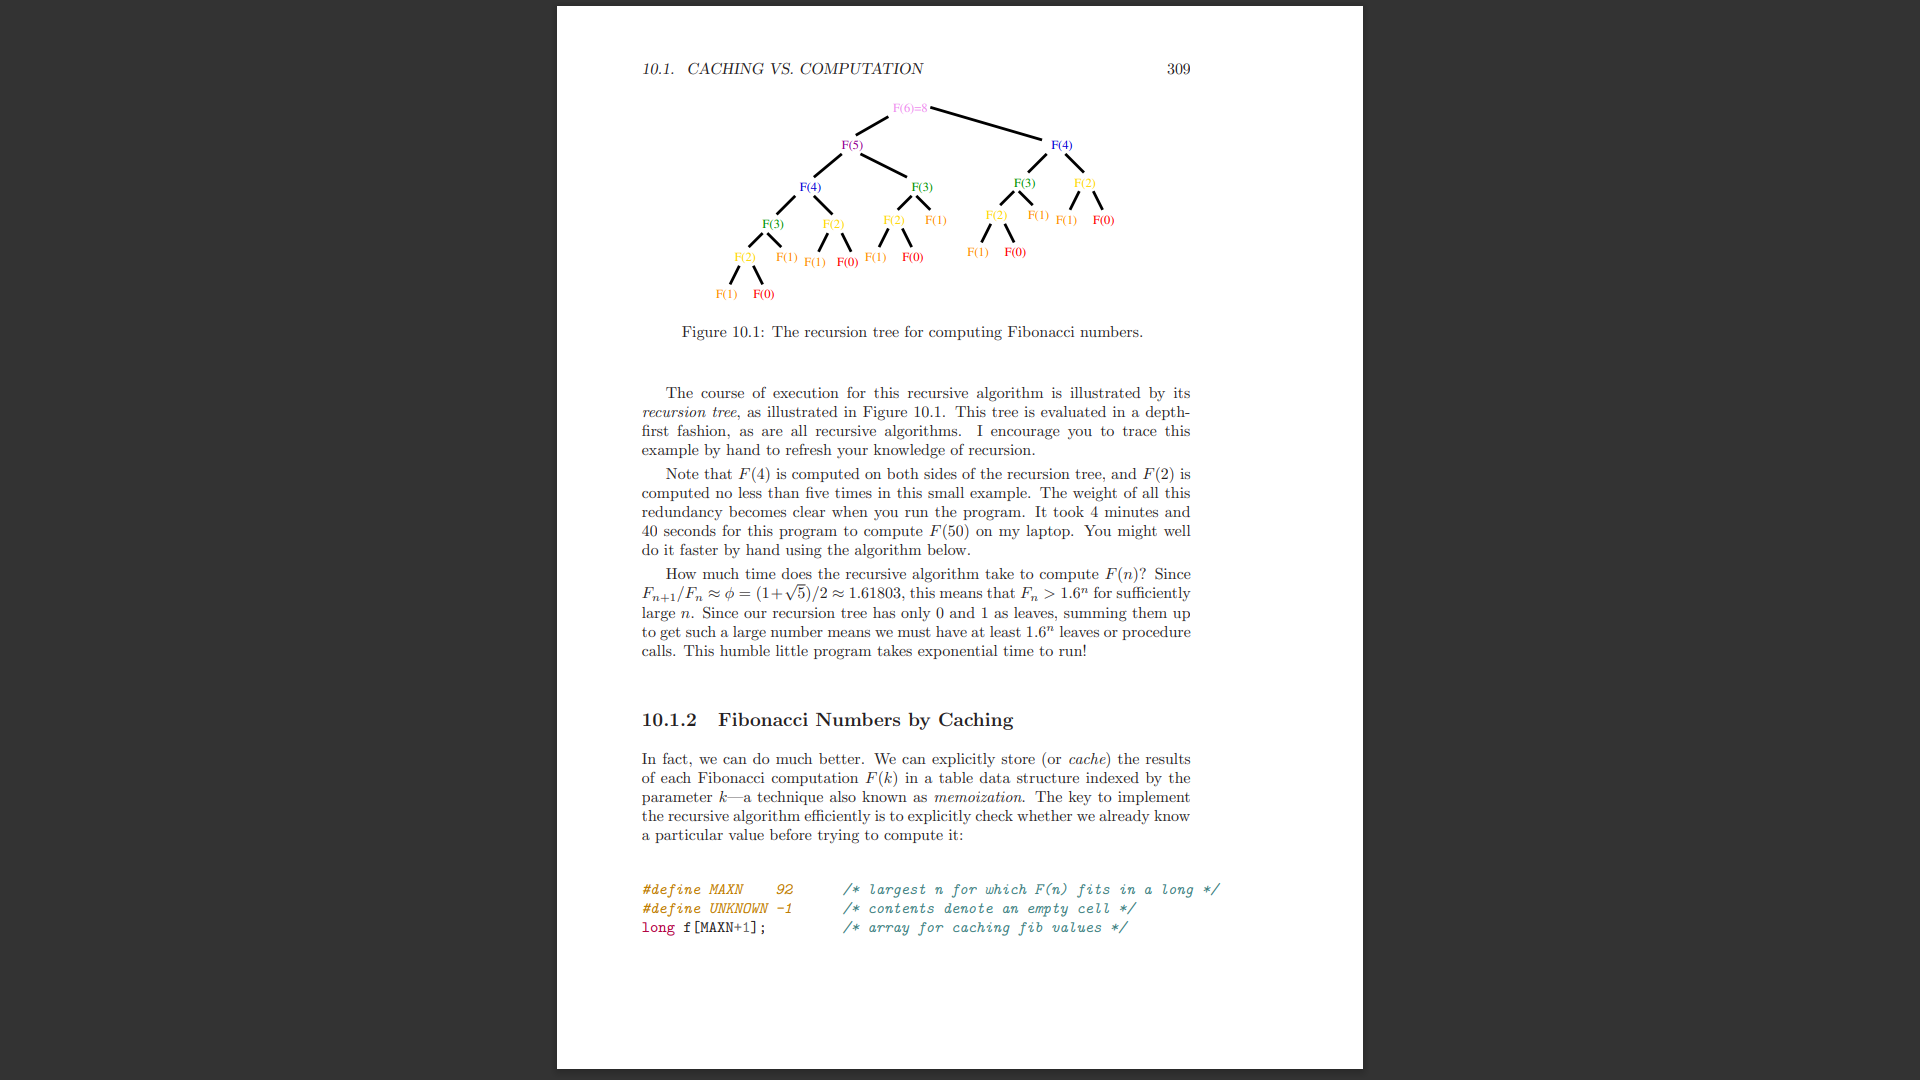 10.1. CACHING VS. COMPUTATION 309
F(6)=8
F(5) F(4)
F(4) F(3) F(3) F(2)
F(3) F(2) F(2) F(1) F(2) F(1) F(1) F(0)
F(2) F(1) F(1) F(0) F(1) F(0) F(1) F(0)
F(1) F(0)
Figure 10.1: The recursion tree for computing Fibonacci numbers.
The course of execution for this recursive algorithm is illustrated by its
recursion tree, as illustrated in Figure 10.1. This tree is evaluated in a depth-
first fashion, as are all recursive algorithms. I encourage you to trace this
example by hand to refresh your knowledge of recursion.
Note that F(4) is computed on both sides of the recursion tree, and F(2) is
computed no less than five times in this small example. The weight of all this
redundancy becomes clear when you run the program. It took 4 minutes and
40 seconds for this program to compute F(50) on my laptop. You might well
do it faster by hand using the algorithm below.
How much time does the recursive algorithm take to compute F(n)? Since
Fₙ₊₁/Fₙ ≈ ϕ = (1+√5)/2 ≈ 1.61803, this means that Fₙ > 1.6ⁿ for sufficiently
large n. Since our recursion tree has only 0 and 1 as leaves, summing them up
to get such a large number means we must have at least 1.6ⁿ leaves or procedure
calls. This humble little program takes exponential time to run!
10.1.2 Fibonacci Numbers by Caching
In fact, we can do much better. We can explicitly store (or cache) the results
of each Fibonacci computation F(k) in a table data structure indexed by the
parameter k—a technique also known as memoization. The key to implement
the recursive algorithm efficiently is to explicitly check whether we already know
a particular value before trying to compute it:
#define MAXN 92 /* largest n for which F(n) fits in a long */
#define UNKNOWN -1 /* contents denote an empty cell */
long f[MAXN+1]; /* array for caching fib values */